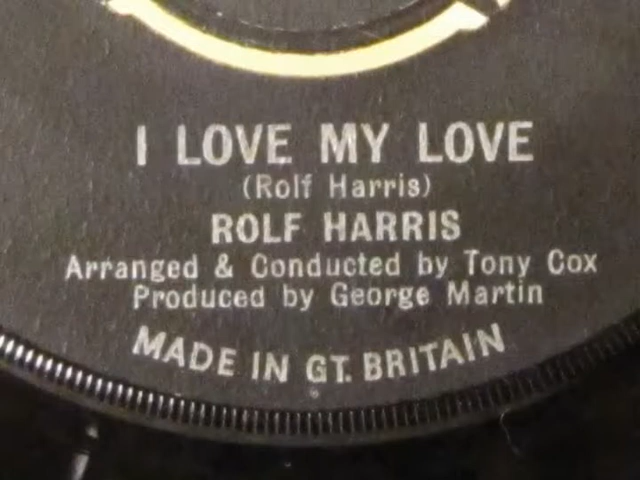 I LOVE MY LOVE
(Rolf Harris)
ROLF HARRIS
Arranged & Conducted by Tony Cox
Produced by George Martin
MADE IN GT. BRITAIN